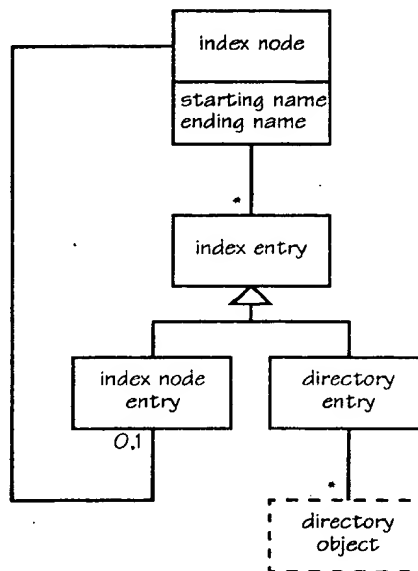 index node
starting name
ending name
*
index entry
index node
entry
0,1
directory
entry
*
directory
object